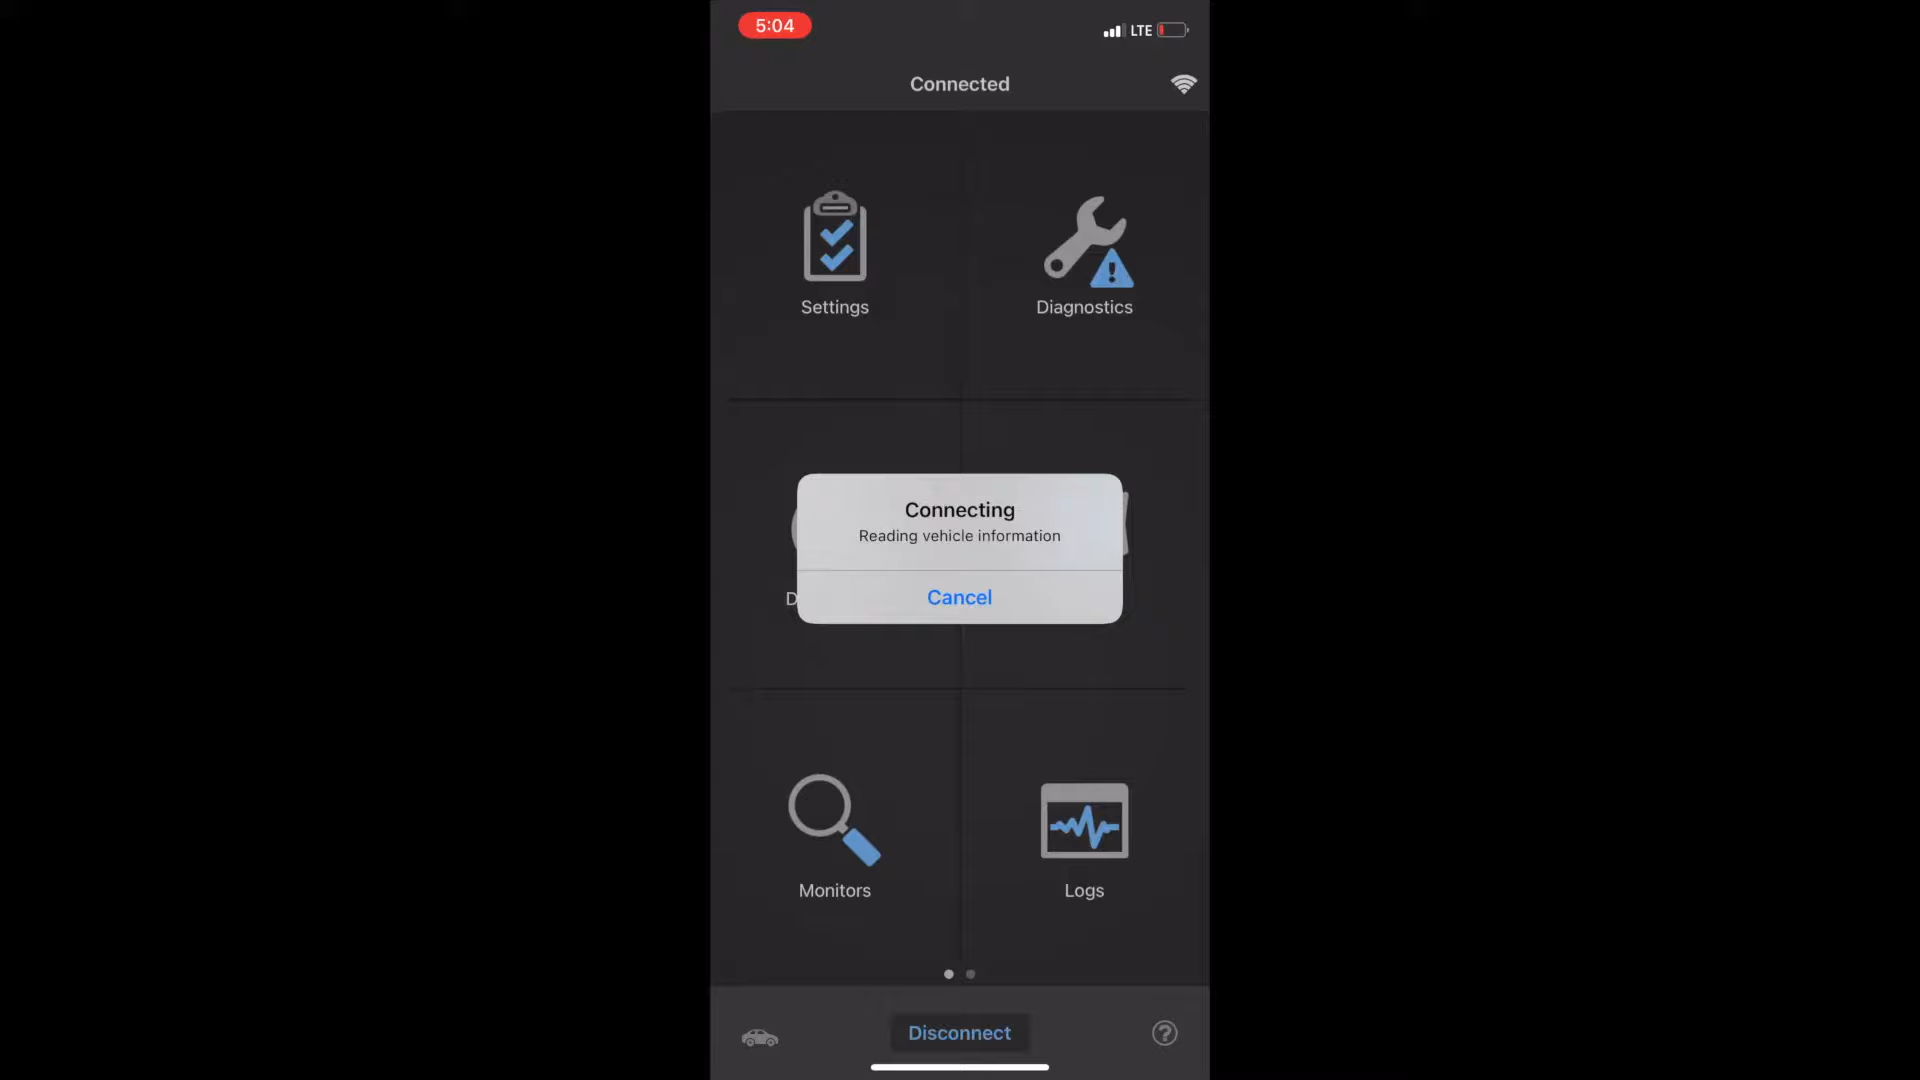 5:04
LTE
Connected
Settings
Diagnostics
Connecting
Reading vehicle information
D
Cancel
Monitors
Logs
Disconnect
?